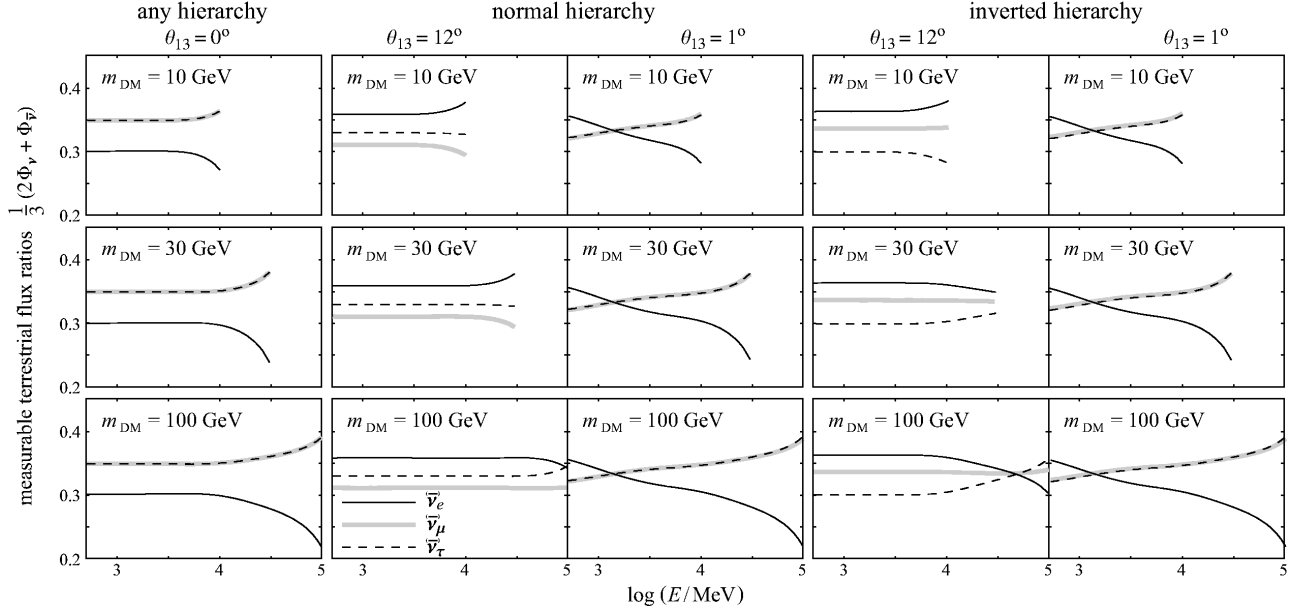 any hierarchy
normal hierarchy
inverted hierarchy
θ13 = 0°
θ13 = 12°
θ13 = 1°
θ13 = 12°
θ13 = 1°
measurable terrestrial flux ratios 1/3 (2Φν + Φν̅)
0.4
0.3
0.2
mDM = 10 GeV
mDM = 10 GeV
mDM = 10 GeV
mDM = 10 GeV
mDM = 10 GeV
0.4
0.3
0.2
mDM = 30 GeV
mDM = 30 GeV
mDM = 30 GeV
mDM = 30 GeV
mDM = 30 GeV
0.4
0.3
0.2
mDM = 100 GeV
mDM = 100 GeV
mDM = 100 GeV
mDM = 100 GeV
mDM = 100 GeV
(ν̅)e
(ν̅)μ
(ν̅)τ
3 4 5 3 4 5 3 4 5 3 4 5 3 4 5
log (E/MeV)